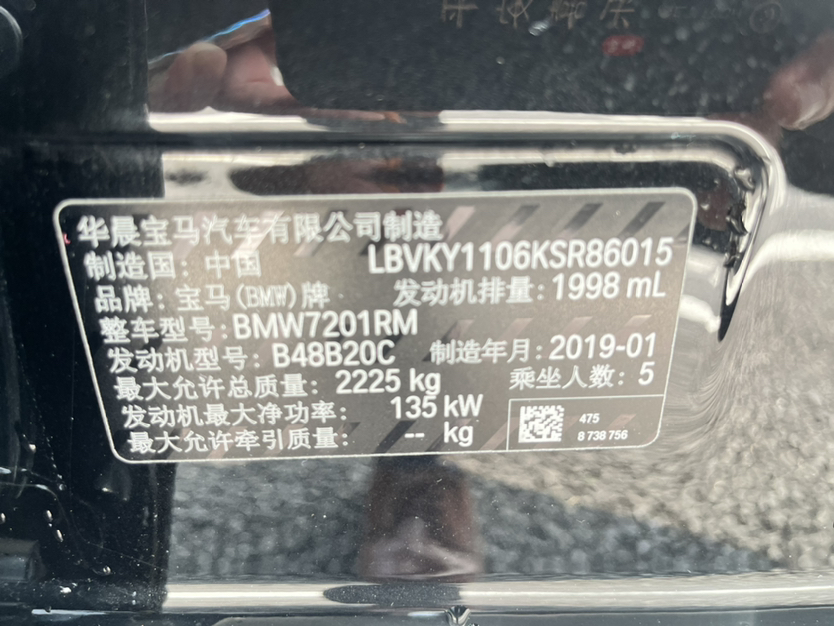 华晨宝马汽车有限公司制造
制造国：中国 LBVKY1106KSR86015
品牌：宝马(BMW)牌 发动机排量：1998 mL
整车型号：BMW7201RM
发动机型号：B48B20C 制造年月：2019-01
最大允许总质量：2225 kg 乘坐人数：5
发动机最大净功率：135 kW
最大允许牵引质量：-- kg
475
8 738 756